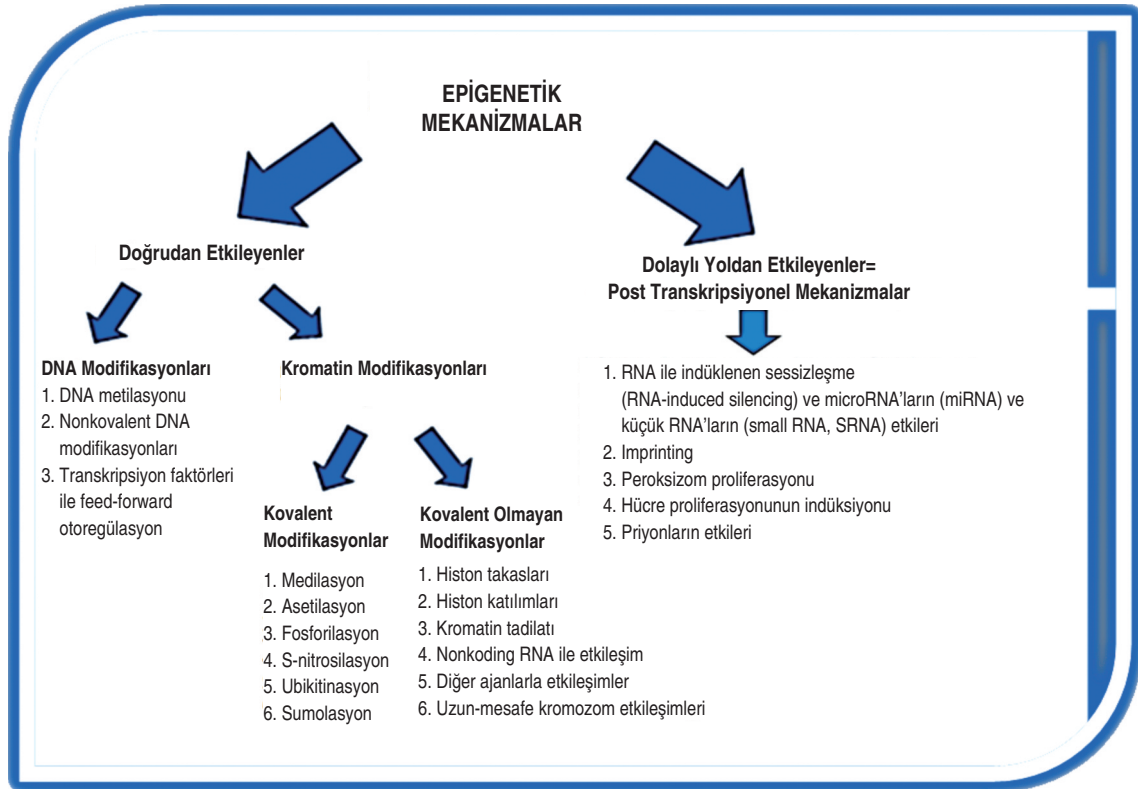 EPİGENETİK
MEKANİZMALAR
Doğrudan Etkileyenler
Dolaylı Yoldan Etkileyenler=
Post Transkripsiyonel Mekanizmalar
DNA Modifikasyonları
1. DNA metilasyonu
2. Nonkovalent DNA
modifikasyonları
3. Transkripsiyon faktörleri
ile feed-forward
otoregülasyon
Kromatin Modifikasyonları
Kovalent
Modifikasyonlar
1. Medilasyon
2. Asetilasyon
3. Fosforilasyon
4. S-nitrosilasyon
5. Ubikitinasyon
6. Sumolasyon
Kovalent Olmayan
Modifikasyonlar
1. Histon takasları
2. Histon katılımları
3. Kromatin tadilatı
4. Nonkoding RNA ile etkileşim
5. Diğer ajanlarla etkileşimler
6. Uzun-mesafe kromozom etkileşimleri
1. RNA ile indüklenen sessizleşme
(RNA-induced silencing) ve microRNA'ların (miRNA) ve
küçük RNA'ların (small RNA, SRNA) etkileri
2. Imprinting
3. Peroksizom proliferasyonu
4. Hücre proliferasyonunun indüksiyonu
5. Priyonların etkileri